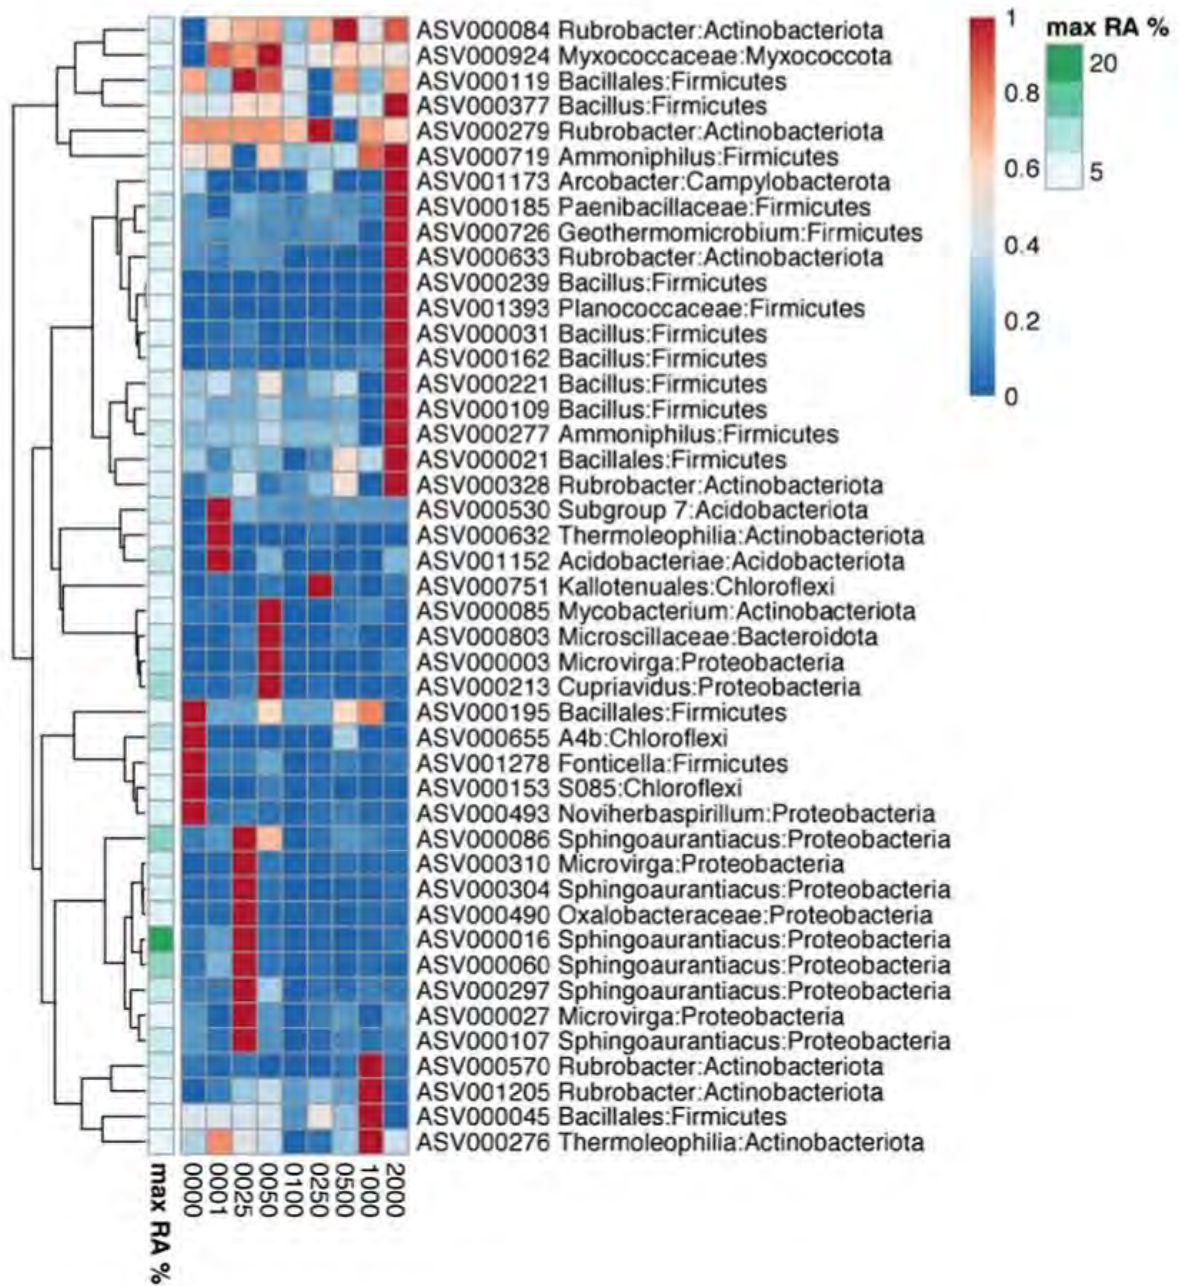 ASV000084 Rubrobacter:Actinobacteriota
ASV000924 Myxococcaceae:Myxococcota
ASV000119 Bacillales:Firmicutes
ASV000377 Bacillus:Firmicutes
ASV000279 Rubrobacter:Actinobacteriota
ASV000719 Ammoniphilus:Firmicutes
ASV001173 Arcobacter:Campylobacterota
ASV000185 Paenibacillaceae:Firmicutes
ASV000726 Geothermomicrobium:Firmicutes
ASV000633 Rubrobacter:Actinobacteriota
ASV000239 Bacillus:Firmicutes
ASV001393 Planococcaceae:Firmicutes
ASV000031 Bacillus:Firmicutes
ASV000162 Bacillus:Firmicutes
ASV000221 Bacillus:Firmicutes
ASV000109 Bacillus:Firmicutes
ASV000277 Ammoniphilus:Firmicutes
ASV000021 Bacillales:Firmicutes
ASV000328 Rubrobacter:Actinobacteriota
ASV000530 Subgroup 7:Acidobacteriota
ASV000632 Thermoleophilia:Actinobacteriota
ASV001152 Acidobacteriae:Acidobacteriota
ASV000751 Kallotenuales:Chloroflexi
ASV000085 Mycobacterium:Actinobacteriota
ASV000803 Microscillaceae:Bacteroidota
ASV000003 Microvirga:Proteobacteria
ASV000213 Cupriavidus:Proteobacteria
ASV000195 Bacillales:Firmicutes
ASV000655 A4b:Chloroflexi
ASV001278 Fonticella:Firmicutes
ASV000153 S085:Chloroflexi
ASV000493 Noviherbaspirillum:Proteobacteria
ASV000086 Sphingoaurantiacus:Proteobacteria
ASV000310 Microvirga:Proteobacteria
ASV000304 Sphingoaurantiacus:Proteobacteria
ASV000490 Oxalobacteraceae:Proteobacteria
ASV000016 Sphingoaurantiacus:Proteobacteria
ASV000060 Sphingoaurantiacus:Proteobacteria
ASV000297 Sphingoaurantiacus:Proteobacteria
ASV000027 Microvirga:Proteobacteria
ASV000107 Sphingoaurantiacus:Proteobacteria
ASV000570 Rubrobacter:Actinobacteriota
ASV001205 Rubrobacter:Actinobacteriota
ASV000045 Bacillales:Firmicutes
ASV000276 Thermoleophilia:Actinobacteriota
max RA %
0000
0001
0025
0050
0100
0250
0500
1000
2000
1
0.8
0.6
0.4
0.2
0
max RA %
20
5